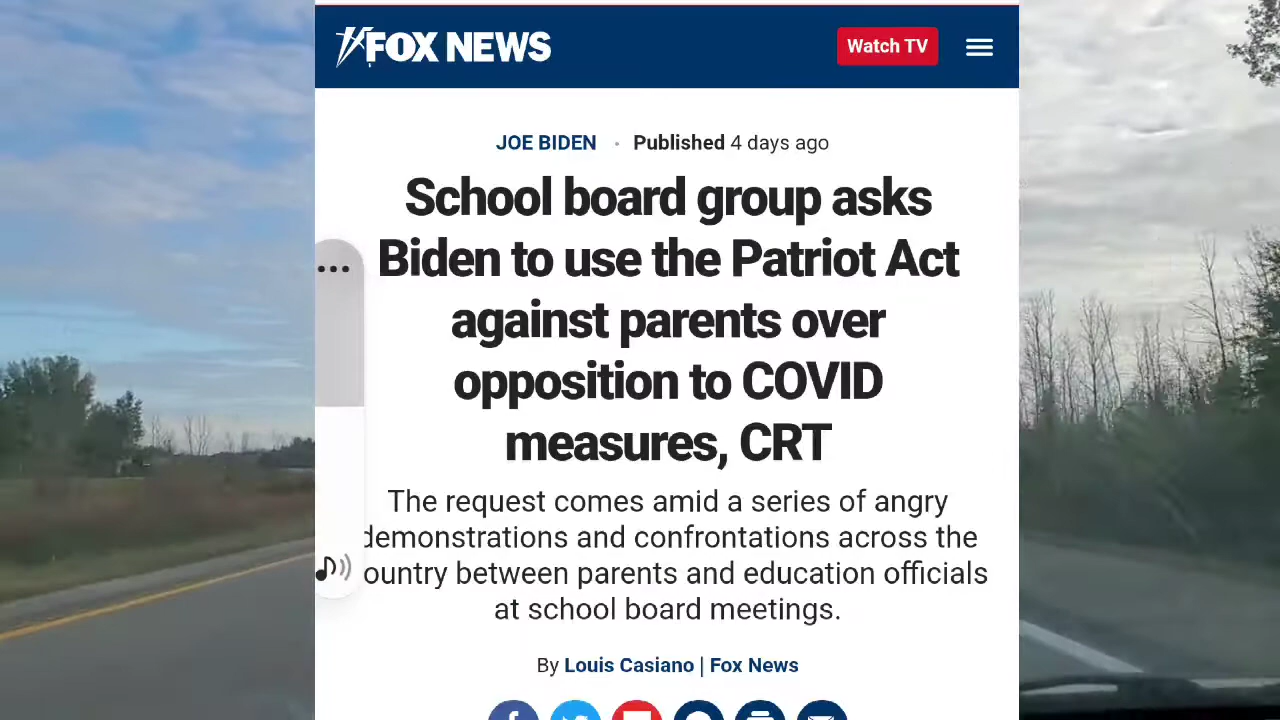 FOX NEWS
Watch TV
JOE BIDEN • Published 4 days ago
School board group asks
Biden to use the Patriot Act
against parents over
opposition to COVID
measures, CRT
The request comes amid a series of angry
demonstrations and confrontations across the
ountry between parents and education officials
at school board meetings.
By Louis Casiano | Fox News